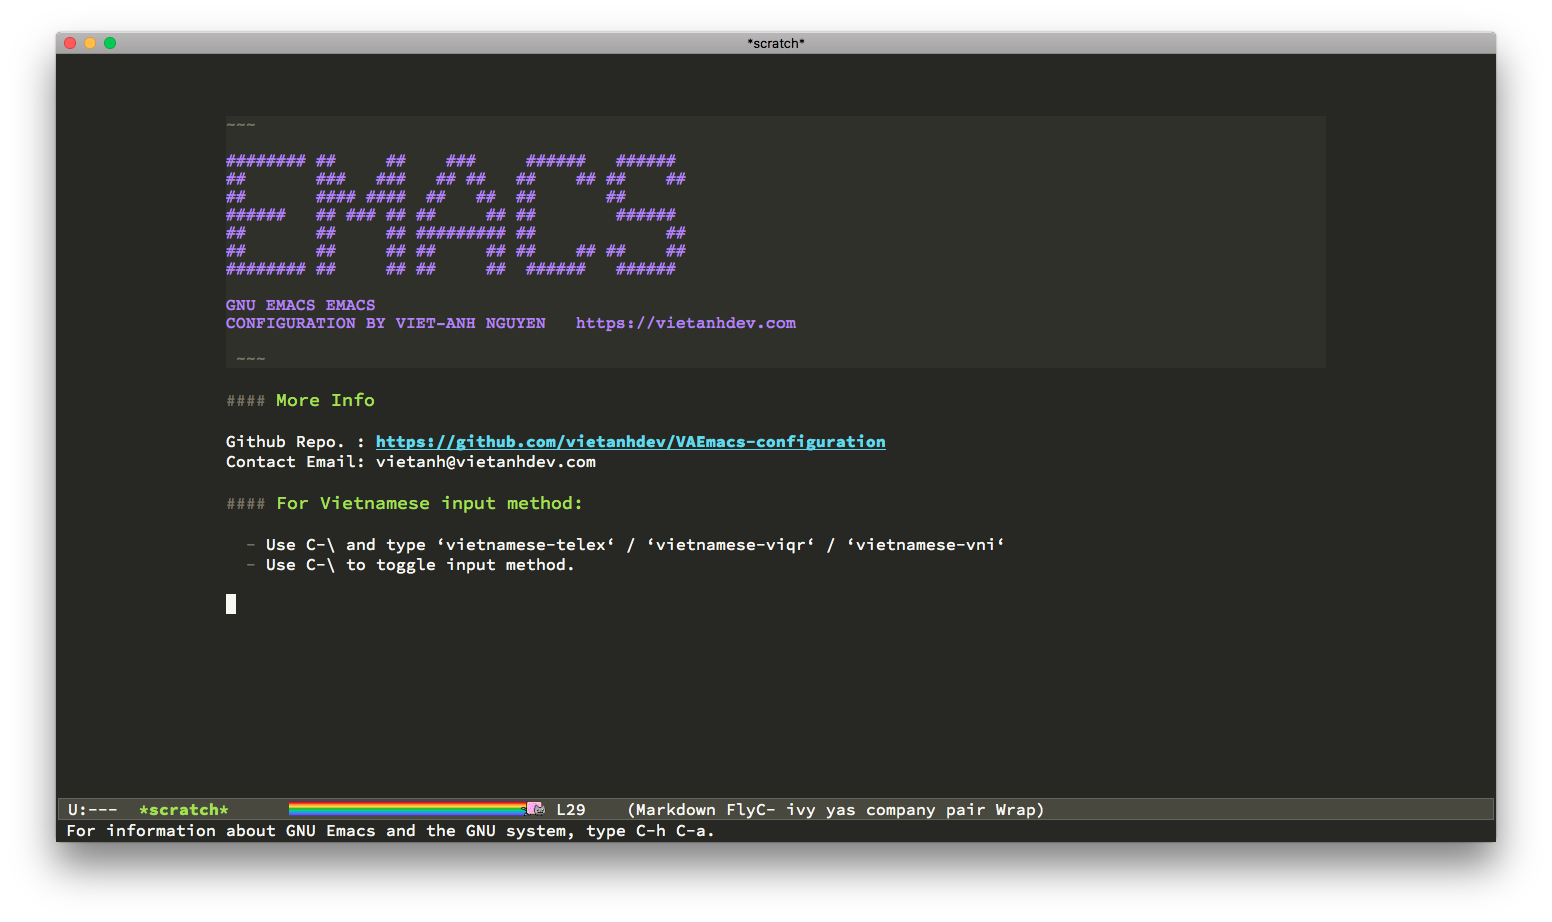 *scratch*
~~~
######## ##     ##    ###     ######   ######
##       ###   ###   ## ##   ##    ## ##    ##
##       #### ####  ##   ##  ##       ##
######   ## ### ## ##     ## ##        ######
##       ##     ## ######### ##             ##
##       ##     ## ##     ## ##    ## ##    ##
######## ##     ## ##     ##  ######   ######
GNU EMACS EMACS
CONFIGURATION BY VIET-ANH NGUYEN   https://vietanhdev.com
~~~
#### More Info
Github Repo. : https://github.com/vietanhdev/VAEmacs-configuration
Contact Email: vietanh@vietanhdev.com
#### For Vietnamese input method:
- Use C-\ and type ‘vietnamese-telex‘ / ‘vietnamese-viqr‘ / ‘vietnamese-vni‘
- Use C-\ to toggle input method.
U:---  *scratch*      L29    (Markdown FlyC- ivy yas company pair Wrap)
For information about GNU Emacs and the GNU system, type C-h C-a.